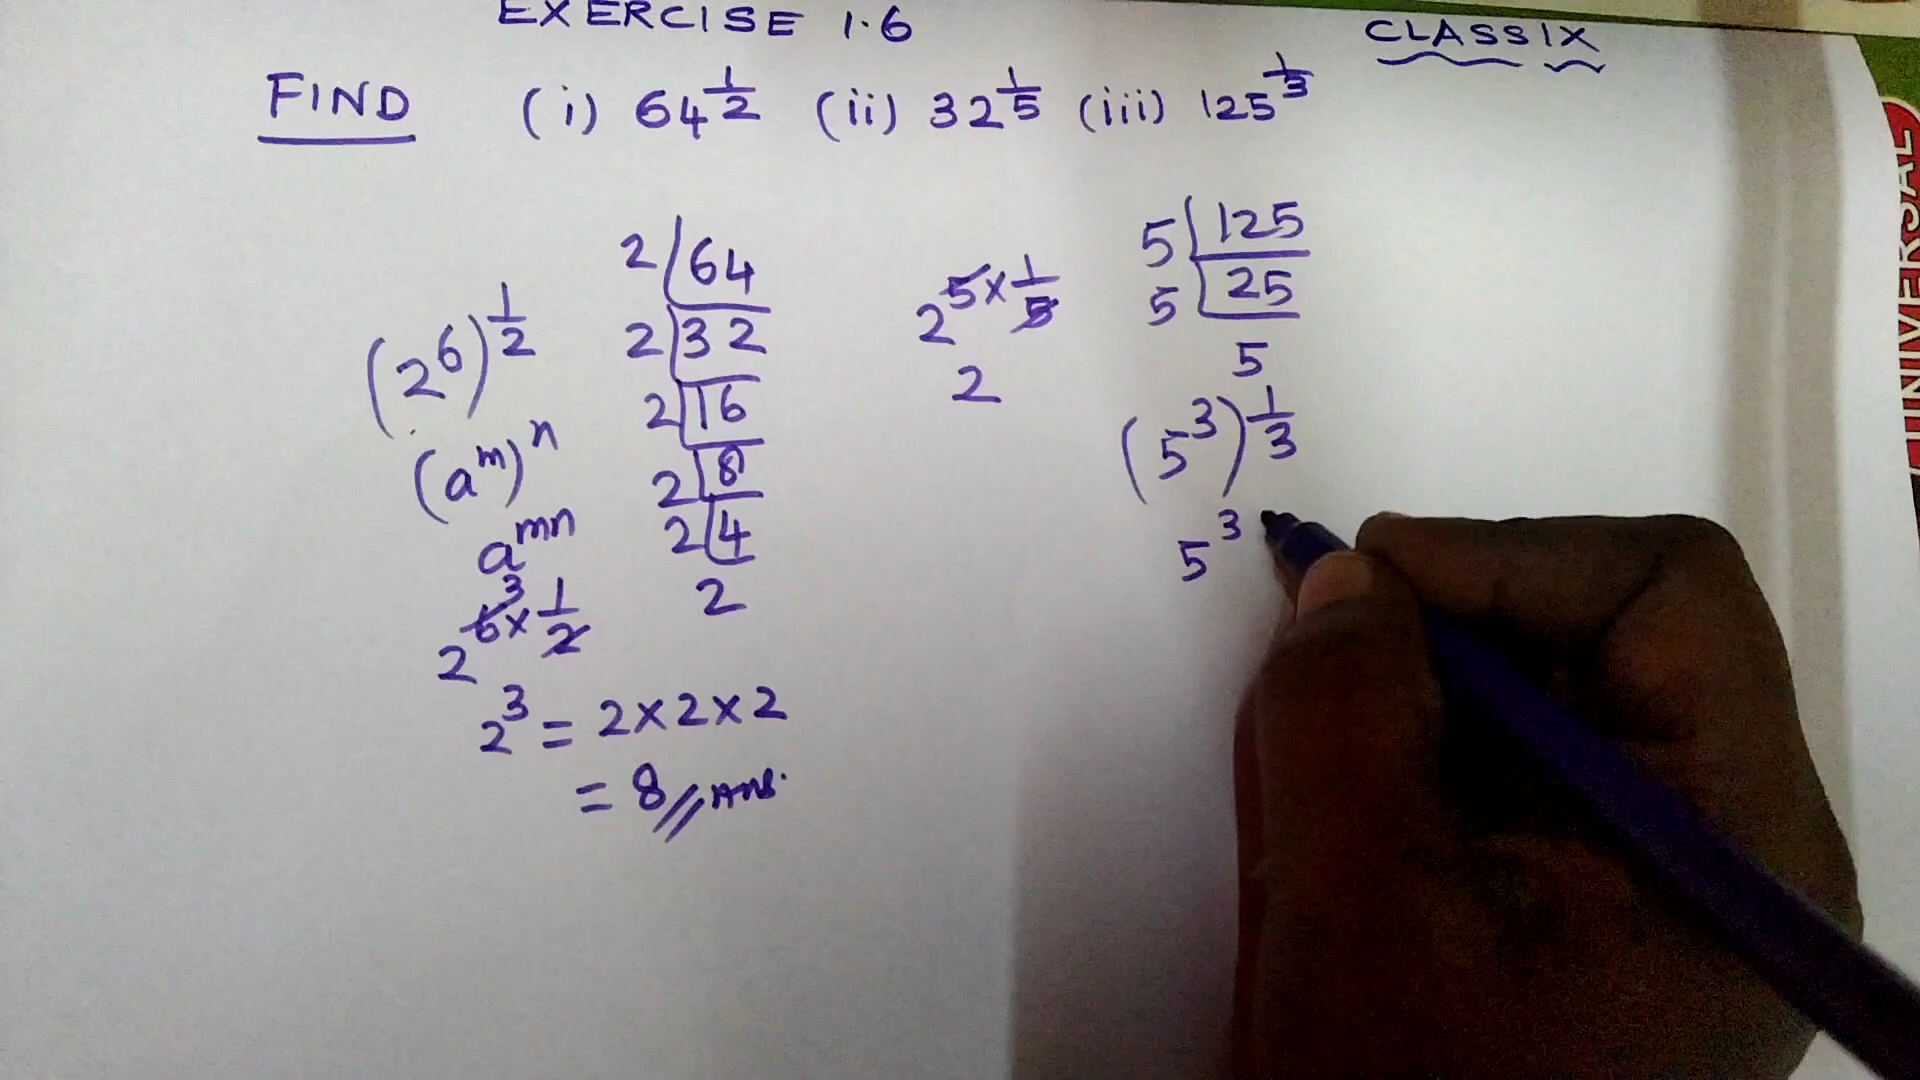 EXERCISE 1.6
CLASS IX
FIND (i) 64^1/2 (ii) 32^1/5 (iii) 125^1/3
2 64
2 32
2 16
2 8
2 4
2
(2^6)^1/2
(a^m)^n
a^mn
2^6×1/2 3
2^3 = 2×2×2
= 8 // Ans.
2^5×1/5
2
5 125
5 25
5
(5^3)^1/3
5^3
UNIVERSAL